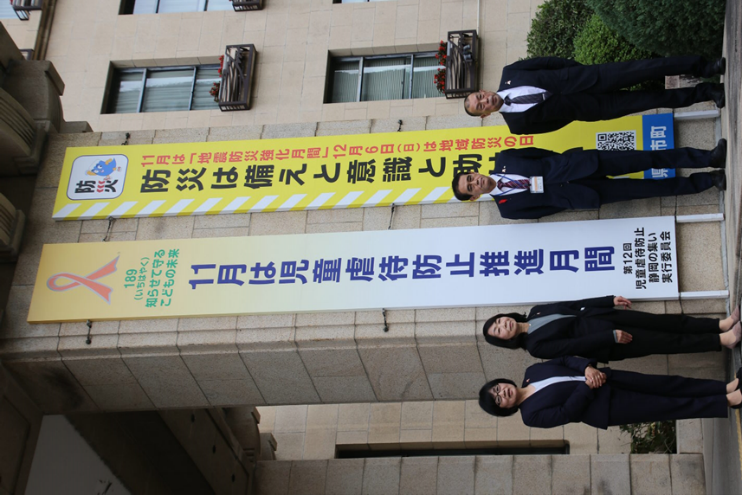 防災
11月は「地震防災強化月間」12月6日(日)は地域防災の日
防災は備えと意識と助
市町
189
(いちはやく)
知らせて守る
こどもの未来
11月は児童虐待防止推進月間
第12回
児童虐待防止
静岡の集い
実行委員会